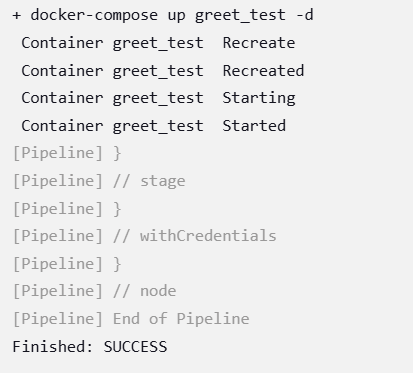 + docker-compose up greet_test -d
Container greet_test  Recreate
Container greet_test  Recreated
Container greet_test  Starting
Container greet_test  Started
[Pipeline] }
[Pipeline] // stage
[Pipeline] }
[Pipeline] // withCredentials
[Pipeline] }
[Pipeline] // node
[Pipeline] End of Pipeline
Finished: SUCCESS